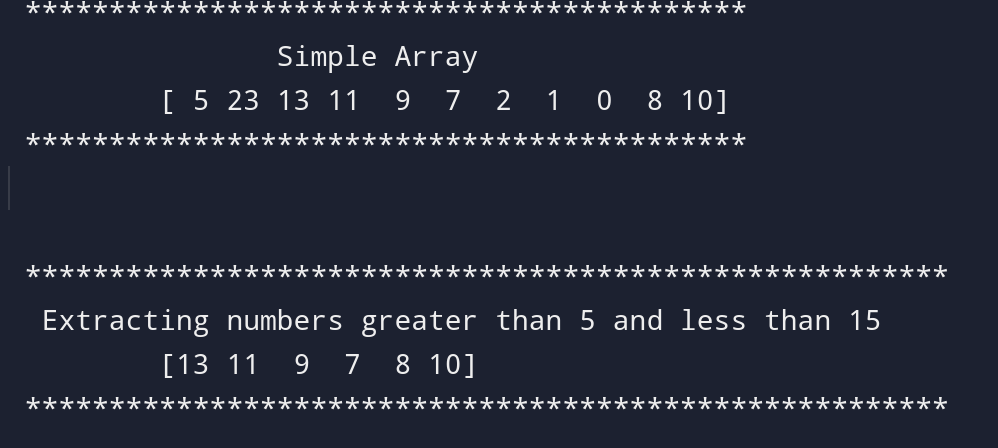 *******************************************
               Simple Array
        [ 5 23 13 11  9  7  2  1  0  8 10]
*******************************************
*******************************************************
 Extracting numbers greater than 5 and less than 15
        [13 11  9  7  8 10]
*******************************************************